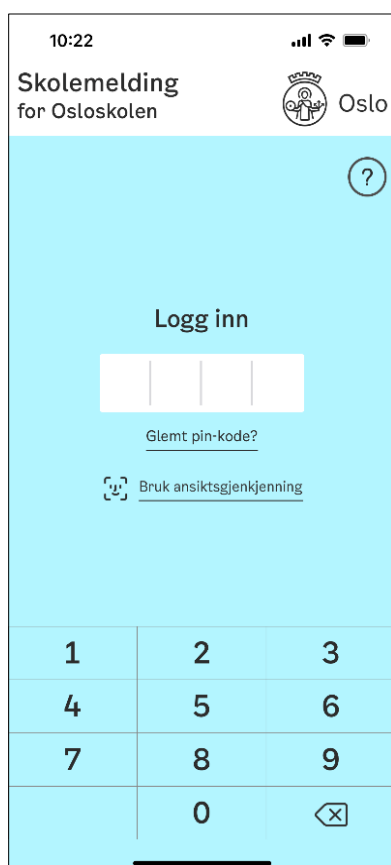 10:22
Skolemelding
for Osloskolen
Oslo
?
Logg inn
Glemt pin-kode?
Bruk ansiktsgjenkjenning
1 2 3
4 5 6
7 8 9
0